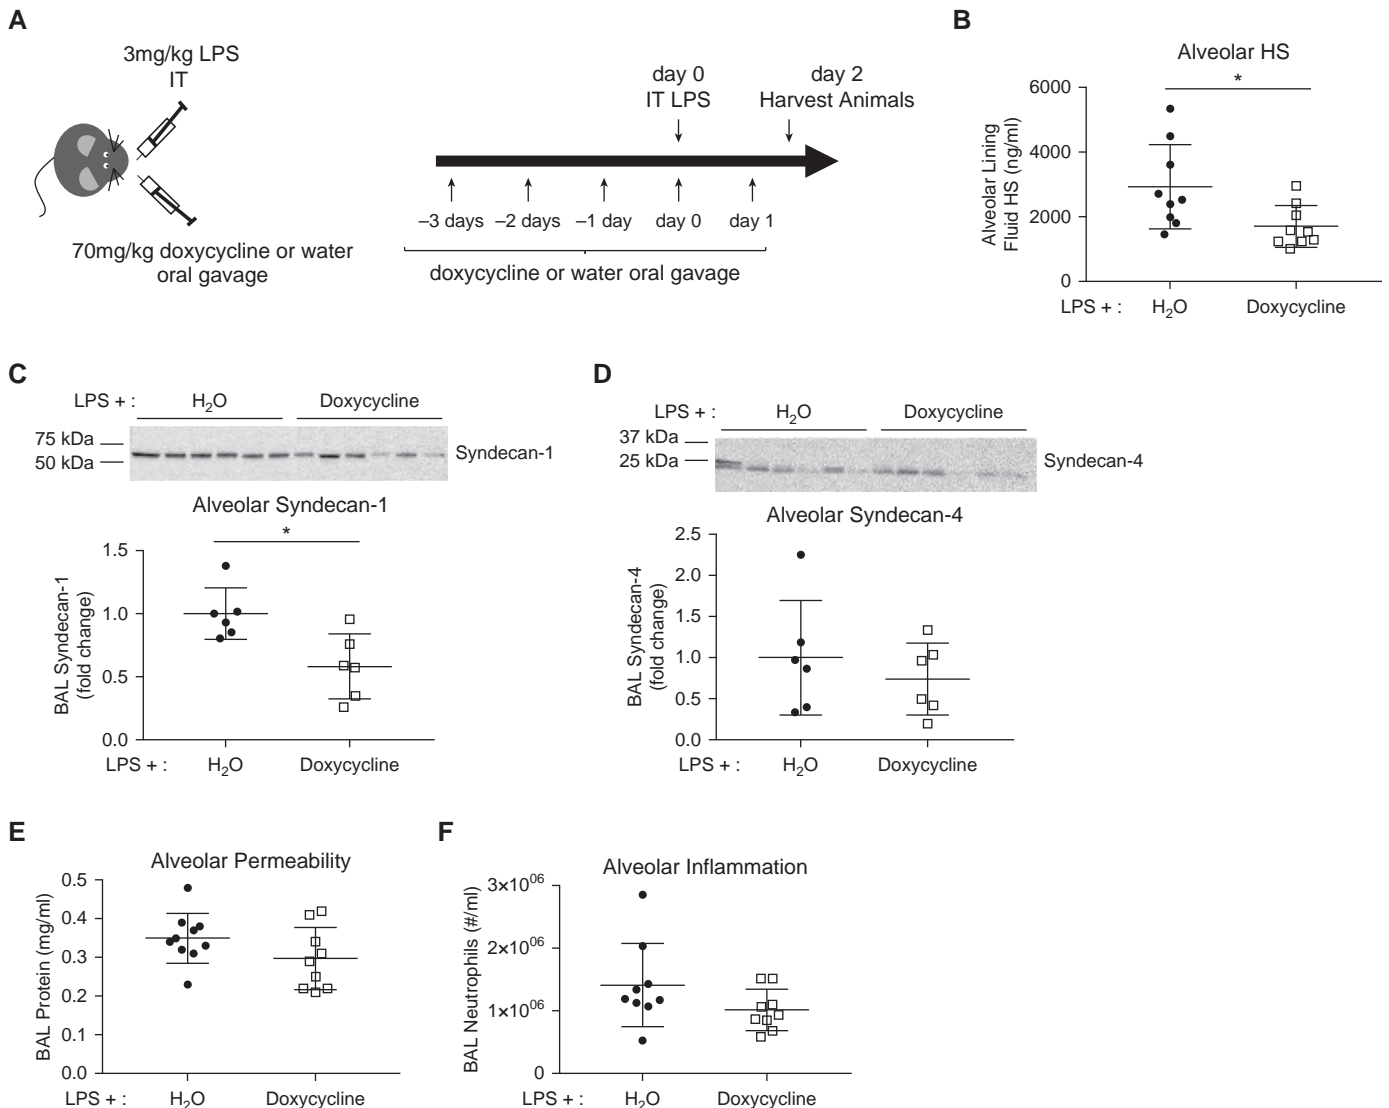 A
3mg/kg LPS
IT
70mg/kg doxycycline or water
oral gavage
day 0
IT LPS
day 2
Harvest Animals
–3 days
–2 days
–1 day
day 0
day 1
doxycycline or water oral gavage
B
Alveolar HS
*
Alveolar Lining
Fluid HS (ng/ml)
6000
4000
2000
0
LPS + :
H₂O
Doxycycline
C
LPS + :
H₂O
Doxycycline
75 kDa
50 kDa
Syndecan-1
Alveolar Syndecan-1
*
BAL Syndecan-1
(fold change)
1.5
1.0
0.5
0.0
LPS + :
H₂O
Doxycycline
D
LPS + :
H₂O
Doxycycline
37 kDa
25 kDa
Syndecan-4
Alveolar Syndecan-4
BAL Syndecan-4
(fold change)
2.5
2.0
1.5
1.0
0.5
0.0
LPS + :
H₂O
Doxycycline
E
Alveolar Permeability
BAL Protein (mg/ml)
0.5
0.4
0.3
0.2
0.1
0.0
LPS + :
H₂O
Doxycycline
F
Alveolar Inflammation
BAL Neutrophils (#/ml)
3×10⁰⁶
2×10⁰⁶
1×10⁰⁶
0
LPS + :
H₂O
Doxycycline